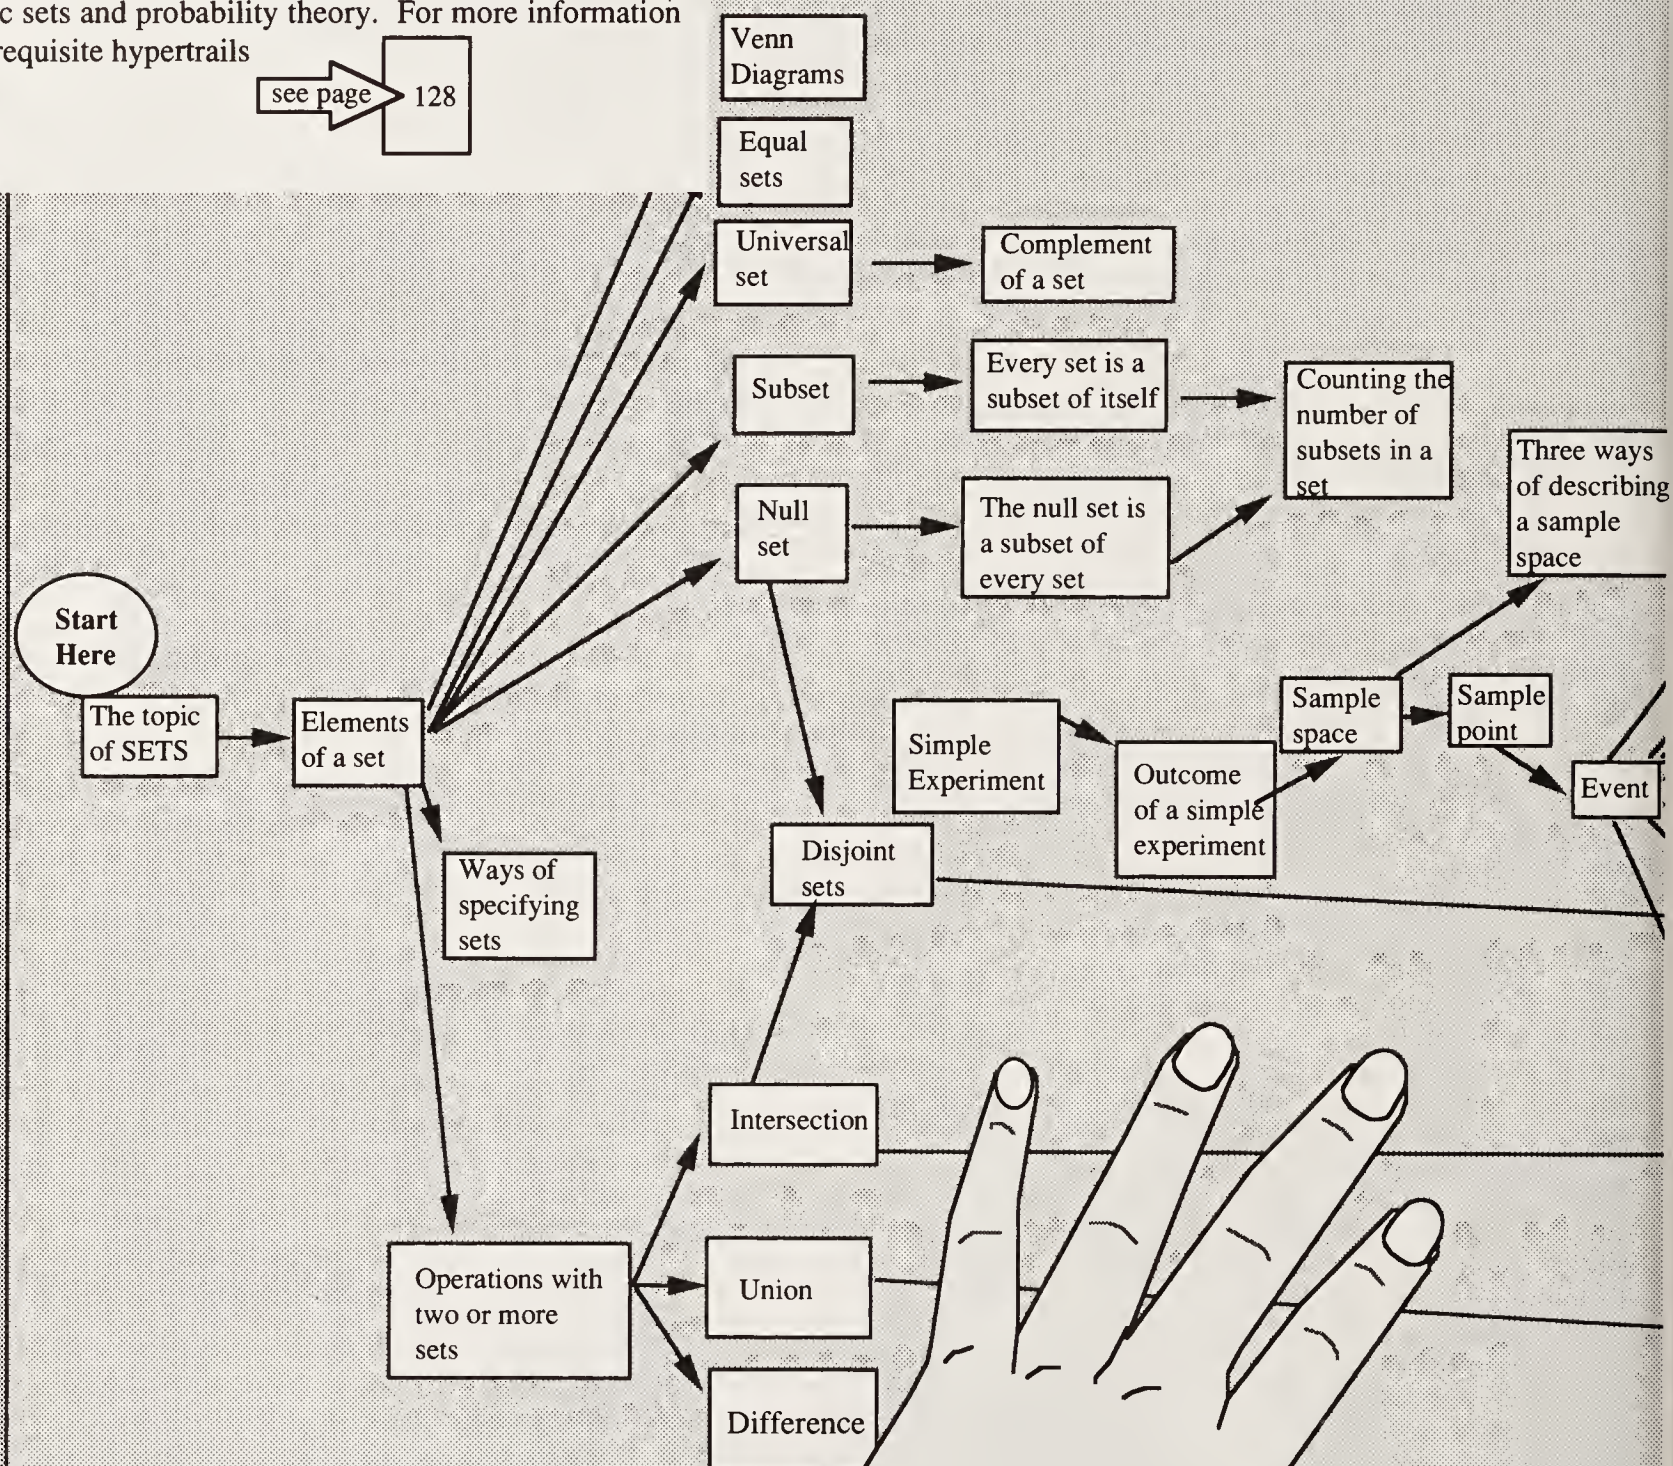 c sets and probability theory. For more information
requisite hypertrails
see page 128
Venn
Diagrams
Equal
sets
Universal
set
Complement
of a set
Subset
Every set is a
subset of itself
Counting the
number of
subsets in a
set
Null
set
The null set is
a subset of
every set
Three ways
of describing
a sample
space
Start
Here
The topic
of SETS
Elements
of a set
Ways of
specifying
sets
Simple
Experiment
Outcome
of a simple
experiment
Sample
space
Sample
point
Event
Disjoint
sets
Intersection
Operations with
two or more
sets
Union
Difference